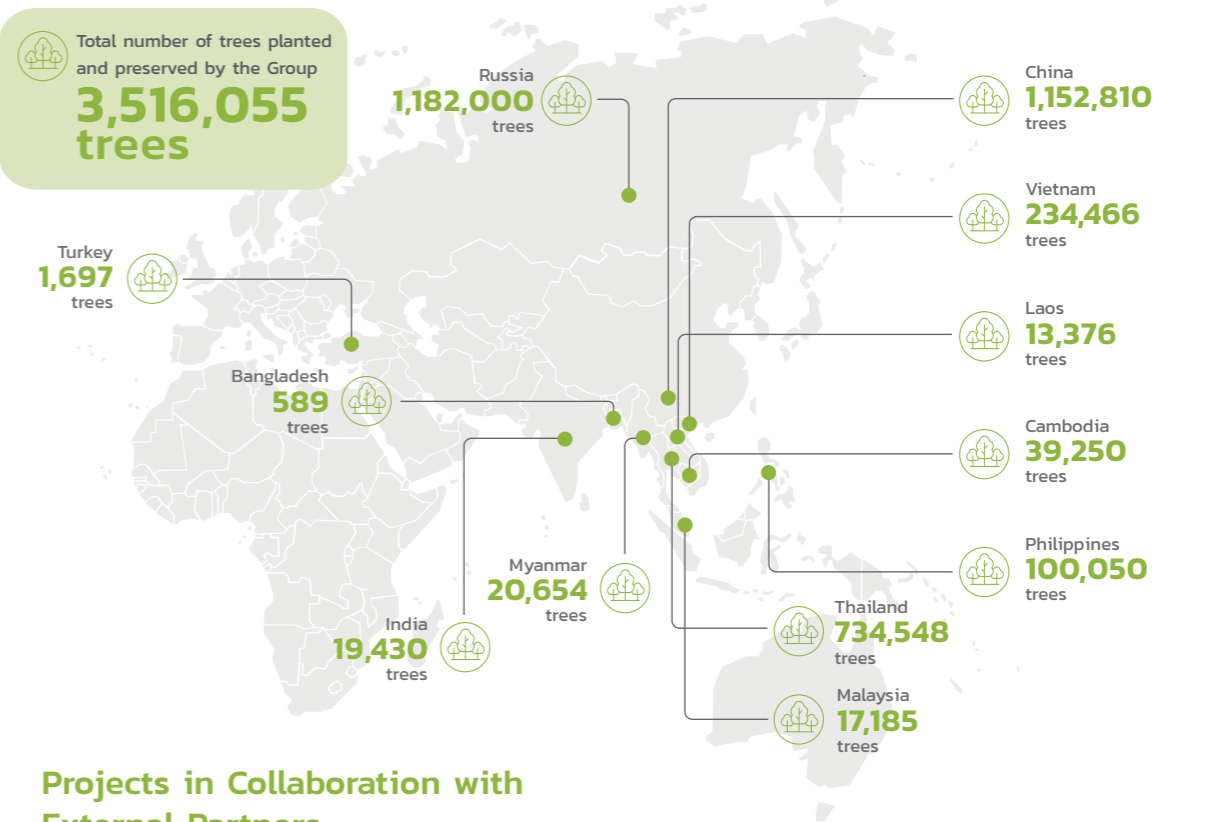 Total number of trees planted
and preserved by the Group
3,516,055
trees
Russia
1,182,000
trees
China
1,152,810
trees
Vietnam
234,466
trees
Turkey
1,697
trees
Laos
13,376
trees
Bangladesh
589
trees
Cambodia
39,250
trees
Philippines
100,050
trees
Myanmar
20,654
trees
Thailand
734,548
trees
India
19,430
trees
Malaysia
17,185
trees
Projects in Collaboration with
External Partners